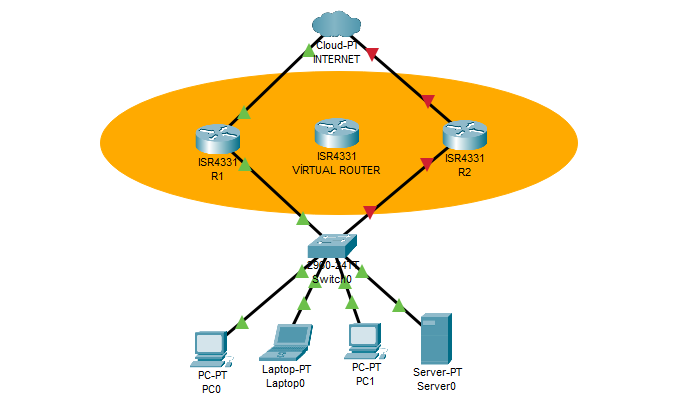 Cloud-PT
INTERNET
ISR4331
R1
ISR4331
VİRTUAL ROUTER
ISR4331
R2
2960-24TT
Switch0
PC-PT
PC0
Laptop-PT
Laptop0
PC-PT
PC1
Server-PT
Server0